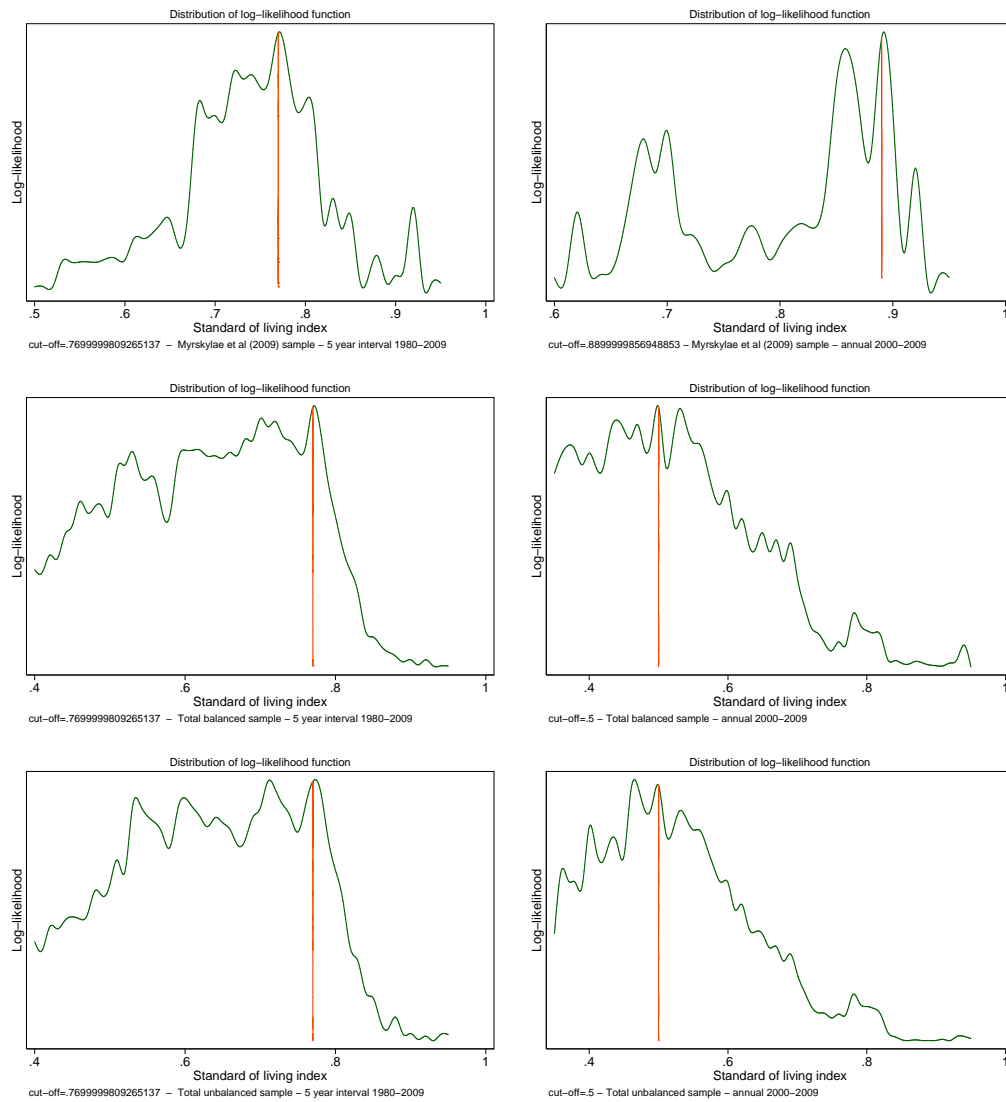 Distribution of log−likelihood function
Log−likelihood
.5 .6 .7 .8 .9 1
Standard of living index
cut−off=.7699999809265137 − Myrskylae et al (2009) sample − 5 year interval 1980−2009
Distribution of log−likelihood function
Log−likelihood
.6 .7 .8 .9 1
Standard of living index
cut−off=.8899999856948853 − Myrskylae et al (2009) sample − annual 2000−2009
Distribution of log−likelihood function
Log−likelihood
.4 .6 .8 1
Standard of living index
cut−off=.7699999809265137 − Total balanced sample − 5 year interval 1980−2009
Distribution of log−likelihood function
Log−likelihood
.4 .6 .8 1
Standard of living index
cut−off=.5 − Total balanced sample − annual 2000−2009
Distribution of log−likelihood function
Log−likelihood
.4 .6 .8 1
Standard of living index
cut−off=.7699999809265137 − Total unbalanced sample − 5 year interval 1980−2009
Distribution of log−likelihood function
Log−likelihood
.4 .6 .8 1
Standard of living index
cut−off=.5 − Total unbalanced sample − annual 2000−2009